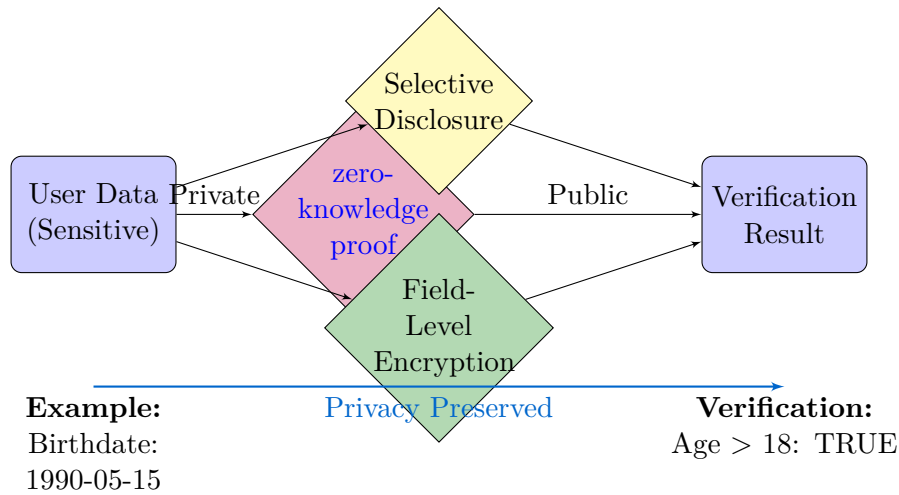 Selective
Disclosure
User Data
(Sensitive)
Private
zero-
knowledge
proof
Public
Verification
Result
Field-
Level
Encryption
Privacy Preserved
Example:
Birthdate:
1990-05-15
Verification:
Age > 18: TRUE